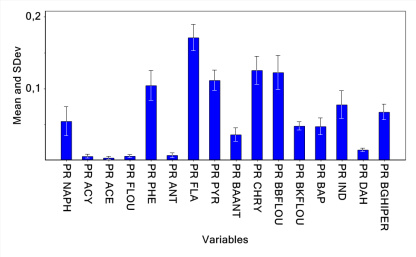 0,2
0,1
Mean and SDev
PR NAPH
PR ACY
PR ACE
PR FLOU
PR PHE
PR ANT
PR FLA
PR PYR
PR BAANT
PR CHRY
PR BBFLOU
PR BKFLOU
PR BAP
PR IND
PR DAH
PR BGHIPER
Variables